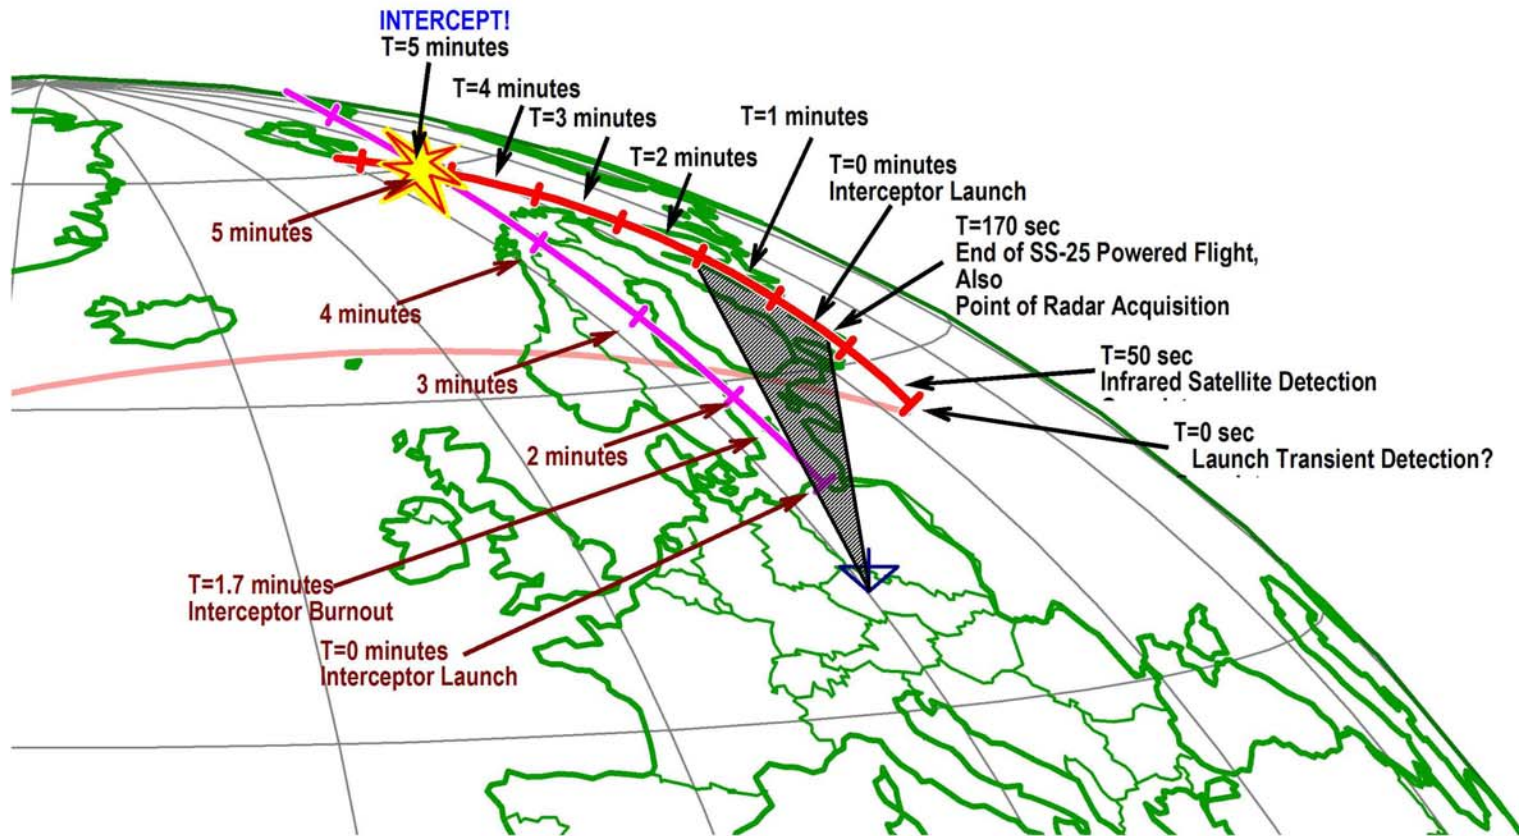 INTERCEPT!
T=5 minutes
T=4 minutes
T=3 minutes
T=2 minutes
T=1 minutes
T=0 minutes
Interceptor Launch
T=170 sec
End of SS-25 Powered Flight,
Also
Point of Radar Acquisition
T=50 sec
Infrared Satellite Detection
T=0 sec
Launch Transient Detection?
5 minutes
4 minutes
3 minutes
2 minutes
T=1.7 minutes
Interceptor Burnout
T=0 minutes
Interceptor Launch